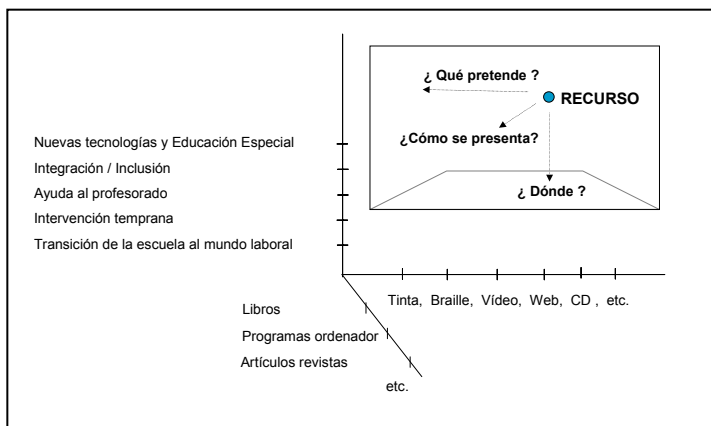 ¿ Qué pretende ?
RECURSO
¿Cómo se presenta?
¿ Dónde ?
Nuevas tecnologías y Educación Especial
Integración / Inclusión
Ayuda al profesorado
Intervención temprana
Transición de la escuela al mundo laboral
Tinta, Braille, Vídeo, Web, CD , etc.
Libros
Programas ordenador
Artículos revistas
etc.